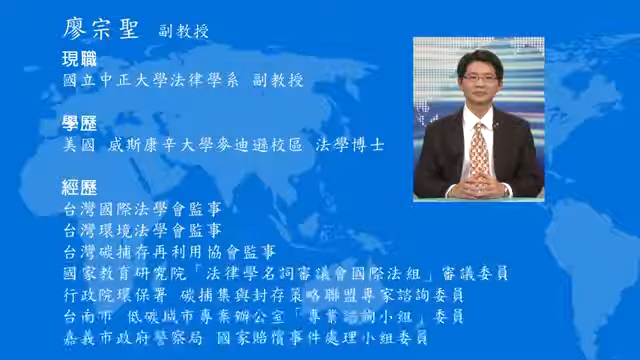 廖宗聖 副教授
現職
國立中正大學法律學系 副教授
學歷
美國 威斯康辛大學麥迪遜校區 法學博士
經歷
台灣國際法學會監事
台灣環境法學會監事
台灣碳捕存再利用協會監事
國家教育研究院「法律學名詞審議會國際法組」審議委員
行政院環保署 碳捕集與封存策略聯盟專家諮詢委員
台南市 低碳城市專案辦公室「專業諮詢小組」委員
嘉義市政府警察局 國家賠償事件處理小組委員